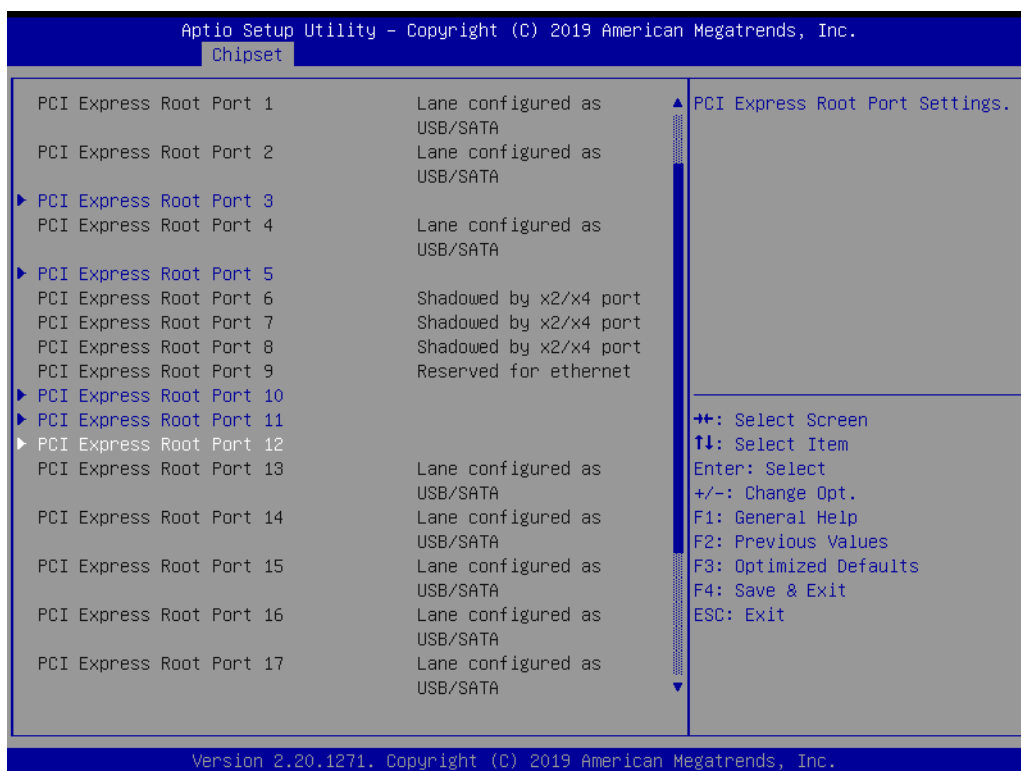 Aptio Setup Utility – Copyright (C) 2019 American Megatrends, Inc.
Chipset
PCI Express Root Port 1 Lane configured as
USB/SATA
PCI Express Root Port 2 Lane configured as
USB/SATA
PCI Express Root Port 3
PCI Express Root Port 4 Lane configured as
USB/SATA
PCI Express Root Port 5
PCI Express Root Port 6 Shadowed by x2/x4 port
PCI Express Root Port 7 Shadowed by x2/x4 port
PCI Express Root Port 8 Shadowed by x2/x4 port
PCI Express Root Port 9 Reserved for ethernet
PCI Express Root Port 10
PCI Express Root Port 11
PCI Express Root Port 12
PCI Express Root Port 13 Lane configured as
USB/SATA
PCI Express Root Port 14 Lane configured as
USB/SATA
PCI Express Root Port 15 Lane configured as
USB/SATA
PCI Express Root Port 16 Lane configured as
USB/SATA
PCI Express Root Port 17 Lane configured as
USB/SATA
PCI Express Root Port Settings.
→←: Select Screen
↑↓: Select Item
Enter: Select
+/-: Change Opt.
F1: General Help
F2: Previous Values
F3: Optimized Defaults
F4: Save & Exit
ESC: Exit
Version 2.20.1271. Copyright (C) 2019 American Megatrends, Inc.